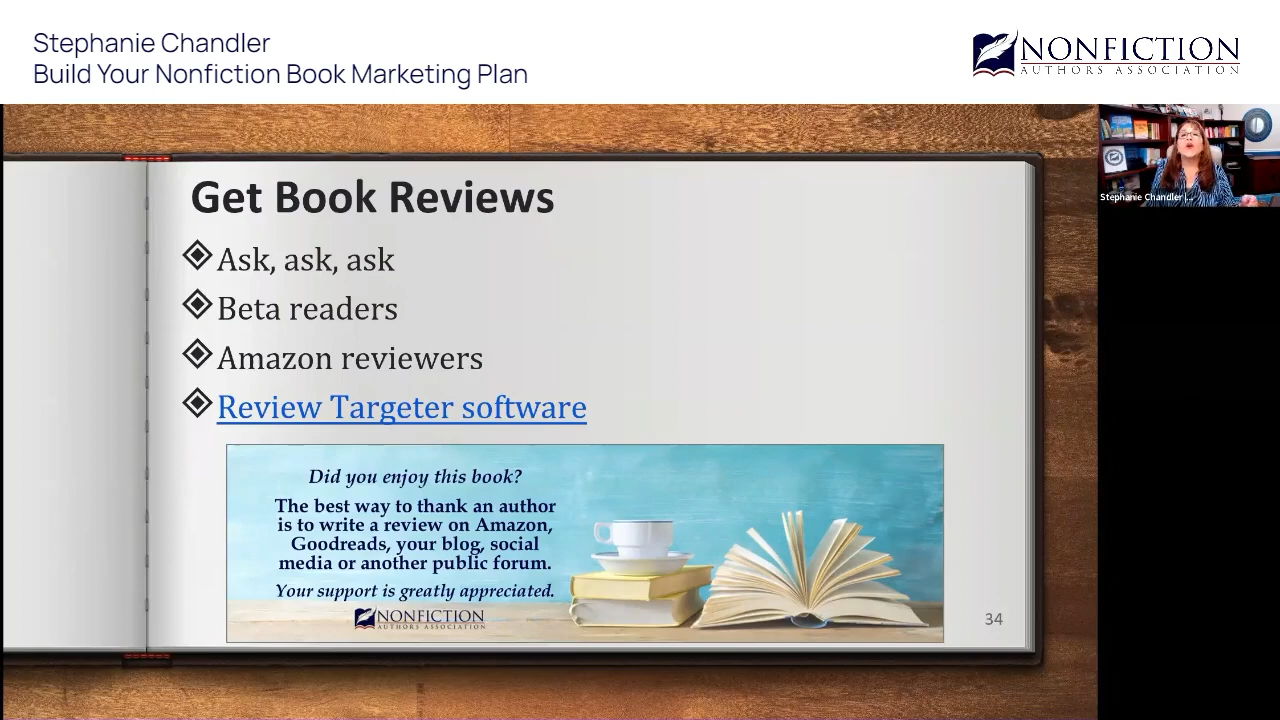 Stephanie Chandler
Build Your Nonfiction Book Marketing Plan
NONFICTION
AUTHORS ASSOCIATION
Stephanie Chandler |...
Get Book Reviews
Ask, ask, ask
Beta readers
Amazon reviewers
Review Targeter software
Did you enjoy this book?
The best way to thank an author
is to write a review on Amazon,
Goodreads, your blog, social
media or another public forum.
Your support is greatly appreciated.
NONFICTION
AUTHORS ASSOCIATION
34